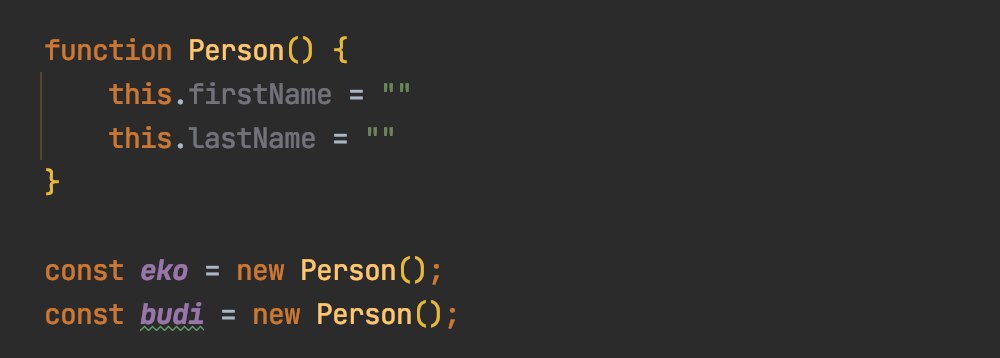 function Person() {
    this.firstName = ""
    this.lastName = ""
}

const eko = new Person();
const budi = new Person();